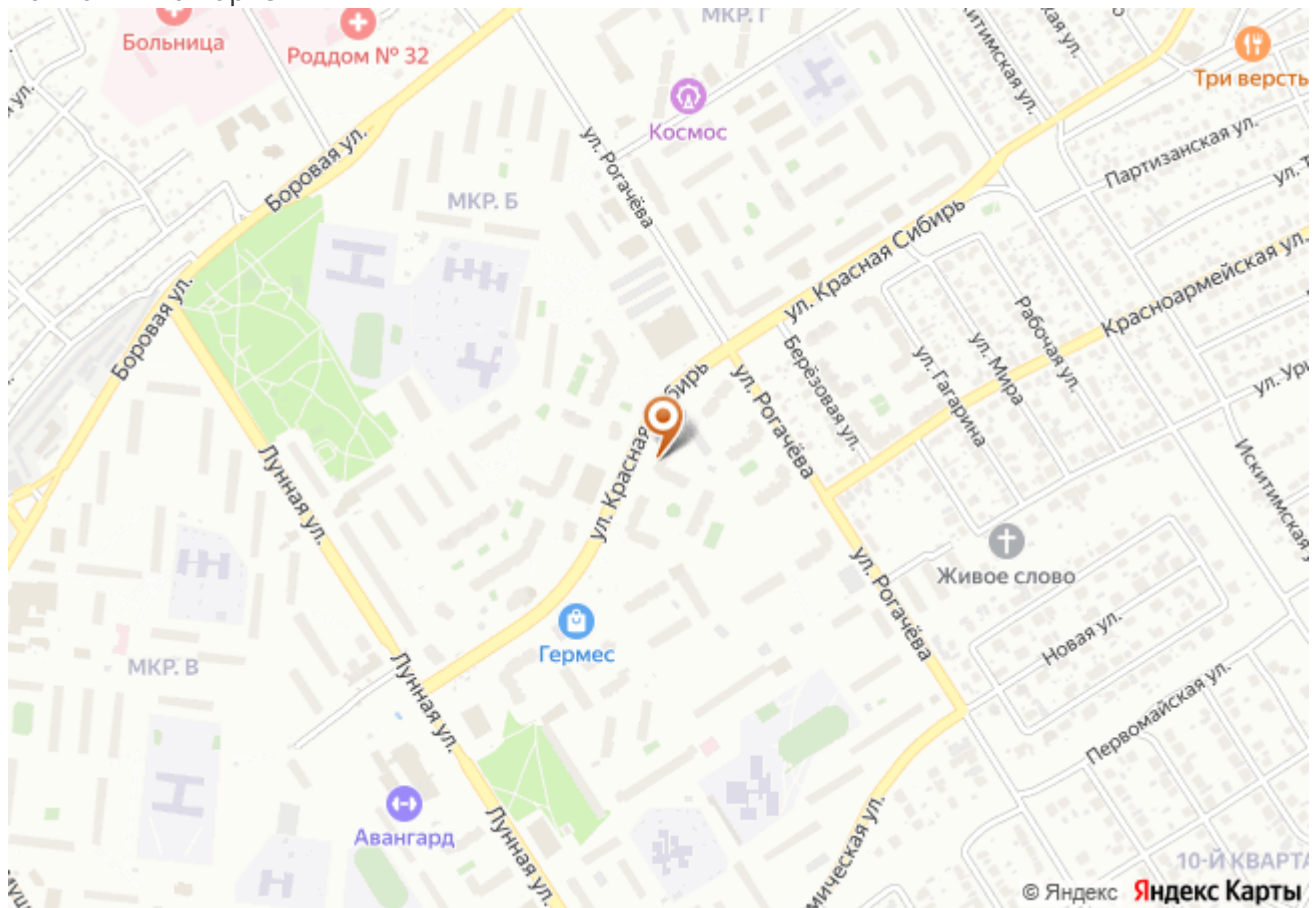 МКР. Г
Больница
Роддом № 32
Искитимская ул.
Три версты
Космос
Боровая ул.
ул. Рогачёва
Партизанская ул.
МКР. Б
ул. Красная Сибирь
Красноармейская ул.
Рабочая ул.
Боровая ул.
ул. Мира
Берёзовая ул.
ул. Гагарина
ул. Рогачёва
ул. Красная Сибирь
Лунная ул.
Искитимская у
Живое слово
ул. Рогачёва
Гермес
Новая ул.
МКР. В
Лунная ул.
Первомайская ул.
Авангард
Лунная ул.
мическая ул.
10-Й КВАРТА
© Яндекс Яндекс Карты